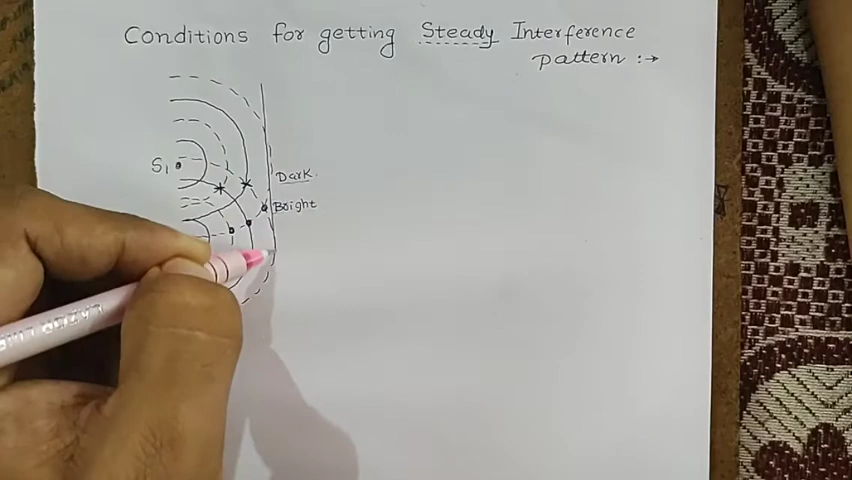 Conditions for getting Steady Interference
pattern :→
S1
Dark
Bright